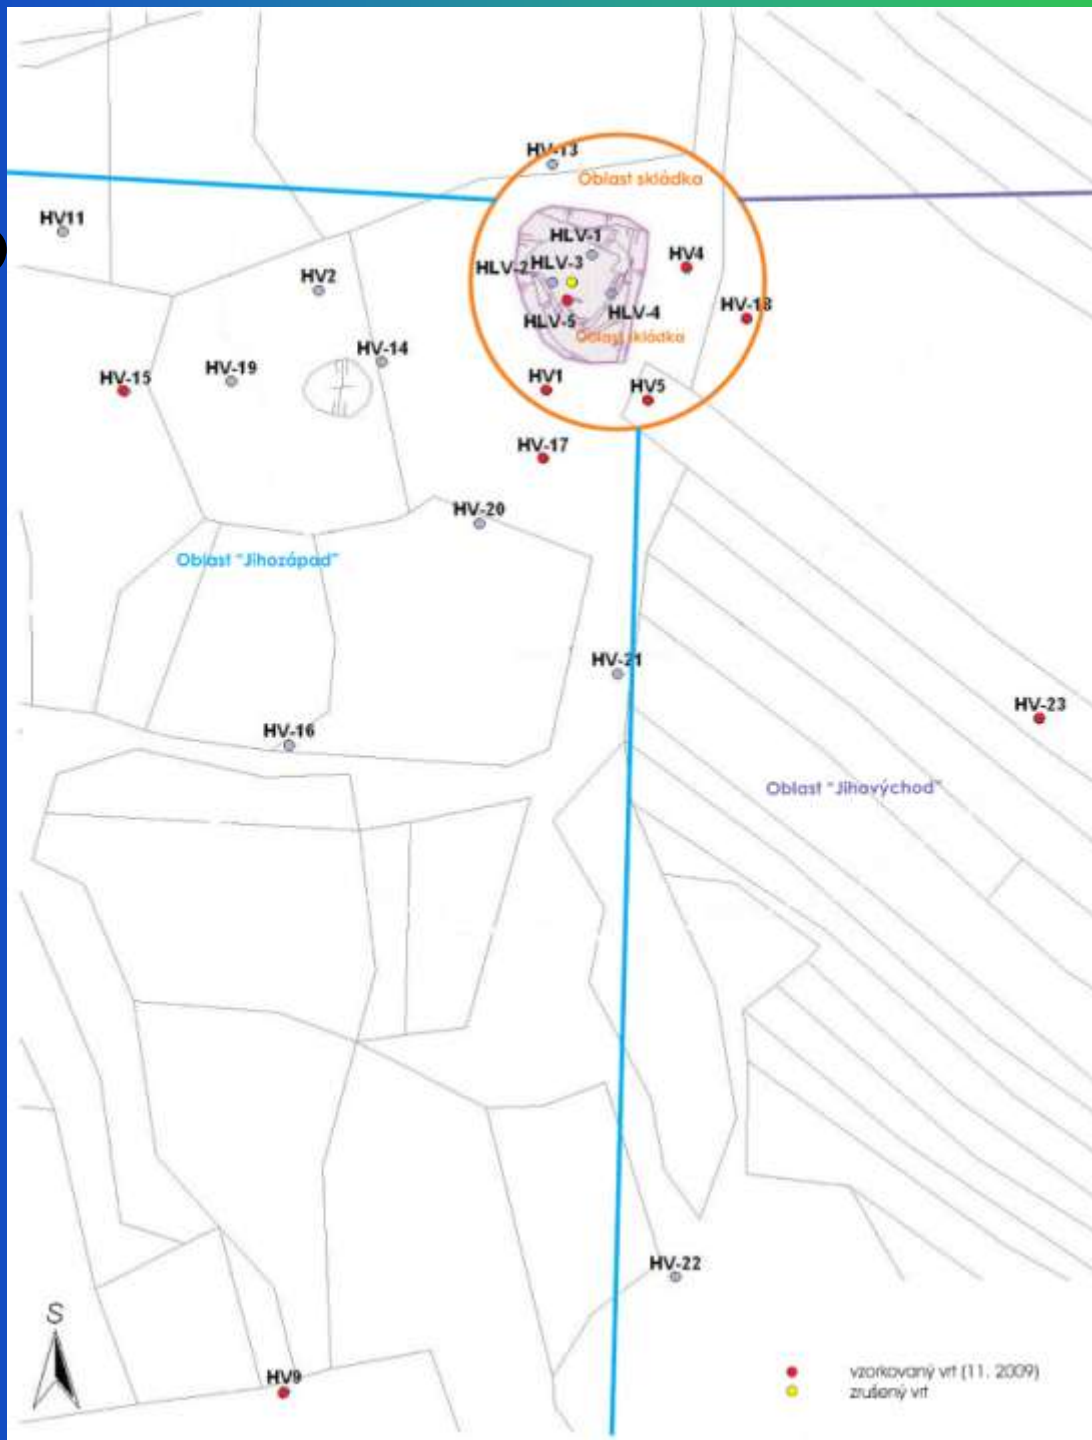 HV-13
Oblast skládka
HV11
HLV-1
HV4
HLV-2
HLV-3
HV2
HV-18
HLV-4
HLV-5
Oblast skládka
HV-14
HV-19
HV-15
HV1
HV5
HV-17
HV-20
Oblast "Jihozápad"
HV-21
HV-23
HV-16
Oblast "Jihovýchod"
HV-22
S
HV9
vzorkovaný vrt (11. 2009)
zrušený vrt